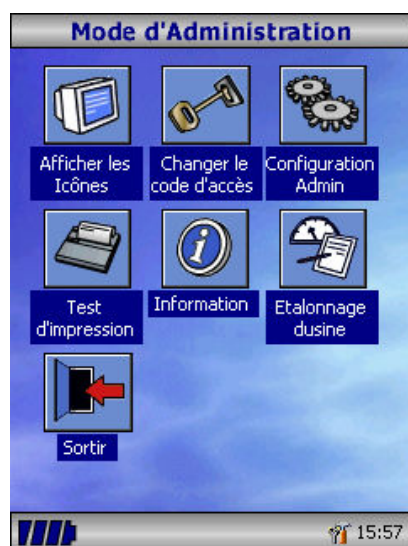 Mode d'Administration
Afficher les
Icônes
Changer le
code d'accès
Configuration
Admin
Test
d'impression
Information
Etalonnage
dusine
Sortir
15:57